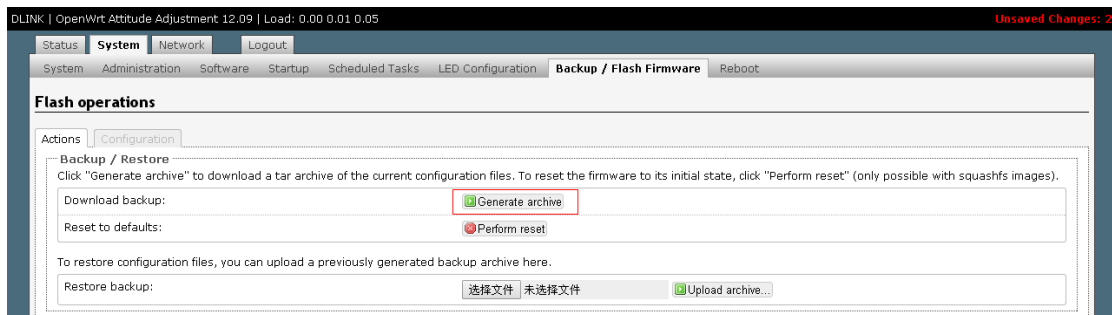 DLINK | OpenWrt Attitude Adjustment 12.09 | Load: 0.00 0.01 0.05 Unsaved Changes: 2
Status System Network Logout
System Administration Software Startup Scheduled Tasks LED Configuration Backup / Flash Firmware Reboot
Flash operations
Actions Configuration
Backup / Restore
Click "Generate archive" to download a tar archive of the current configuration files. To reset the firmware to its initial state, click "Perform reset" (only possible with squashfs images).
Download backup: Generate archive
Reset to defaults: Perform reset
To restore configuration files, you can upload a previously generated backup archive here.
Restore backup: 选择文件 未选择文件 Upload archive...